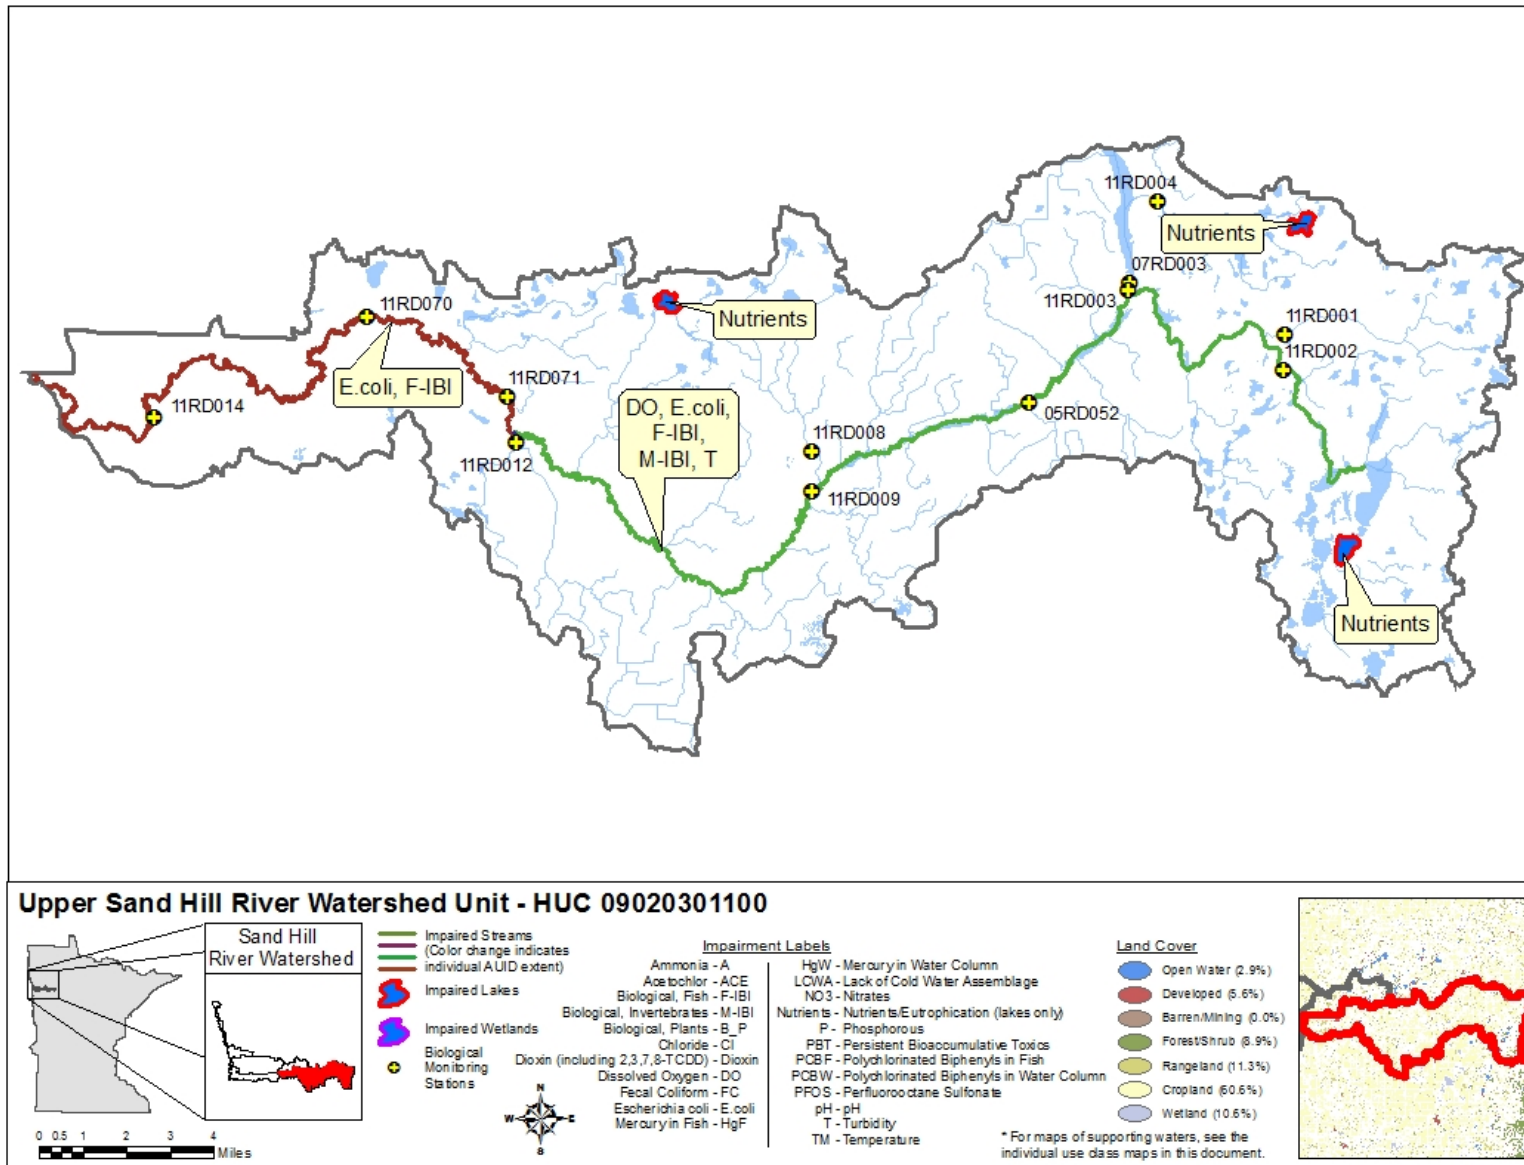 11RD004
Nutrients
07RD003
11RD003
11RD070
Nutrients
11RD001
11RD002
E.coli, F-IBI
11RD071
11RD014
DO, E.coli,
F-IBI,
M-IBI, T
05RD052
11RD008
11RD012
11RD009
Nutrients
Upper Sand Hill River Watershed Unit - HUC 09020301100
Sand Hill
River Watershed
0 0.5 1 2 3 4
Miles
Impaired Streams
(Color change indicates
individual AUID extent)
Impaired Lakes
Impaired Wetlands
Biological
Monitoring
Stations
N
W E
S
Impairment Labels
Ammonia - A
Acetochlor - ACE
Biological, Fish - F-IBI
Biological, Invertebrates - M-IBI
Biological, Plants - B_P
Chloride - Cl
Dioxin (including 2,3,7,8-TCDD) - Dioxin
Dissolved Oxygen - DO
Fecal Coliform - FC
Escherichia coli - E.coli
Mercury in Fish - HgF
HgW - Mercury in Water Column
LCWA - Lack of Cold Water Assemblage
NO3 - Nitrates
Nutrients - Nutrients/Eutrophication (lakes only)
P - Phosphorous
PBT - Persistent Bioaccumulative Toxics
PCBF - Polychlorinated Biphenyls in Fish
PCBW - Polychlorinated Biphenyls in Water Column
PFOS - Perfluorooctane Sulfonate
pH - pH
T - Turbidity
TM - Temperature
Land Cover
Open Water (2.9%)
Developed (5.6%)
Barren/Mining (0.0%)
Forest/Shrub (8.9%)
Rangeland (11.3%)
Cropland (60.6%)
Wetland (10.6%)
* For maps of supporting waters, see the
individual use class maps in this document.